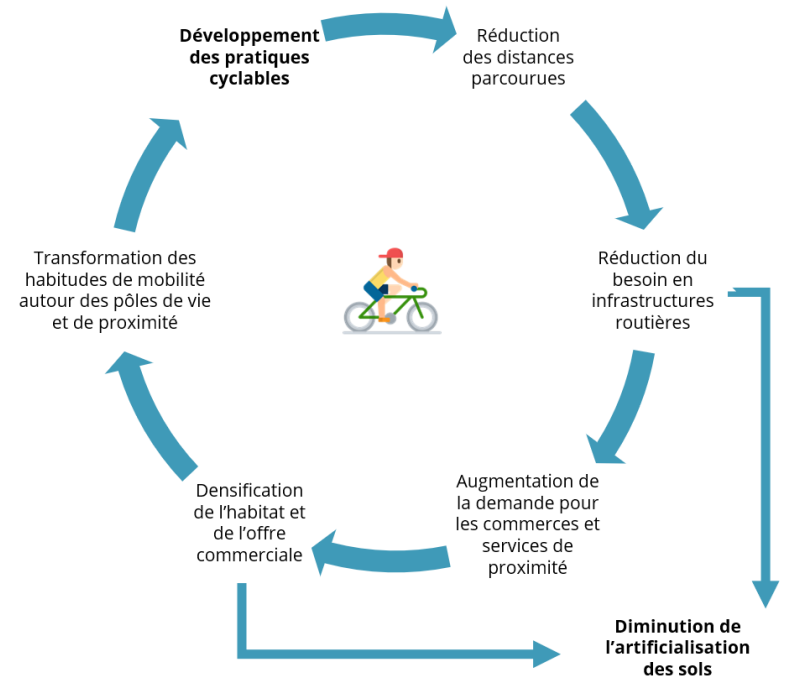 Développement
des pratiques
cyclables
Réduction
des distances
parcourues
Réduction du
besoin en
infrastructures
routières
Augmentation de
la demande pour
les commerces et
services de
proximité
Densification
de l’habitat et
de l’offre
commerciale
Transformation des
habitudes de mobilité
autour des pôles de vie
et de proximité
Diminution de
l’artificialisation
des sols